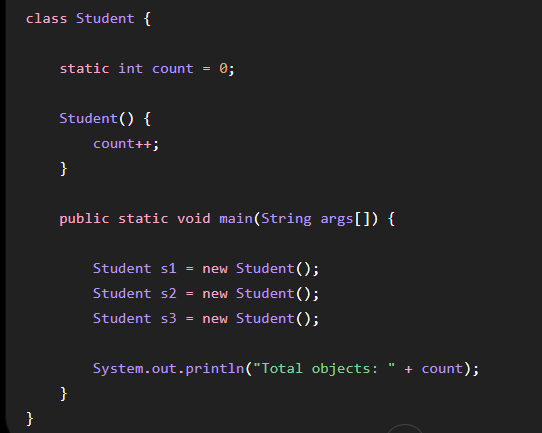 class Student {
static int count = 0;
Student() {
count++;
}
public static void main(String args[]) {
Student s1 = new Student();
Student s2 = new Student();
Student s3 = new Student();
System.out.println("Total objects: " + count);
}
}